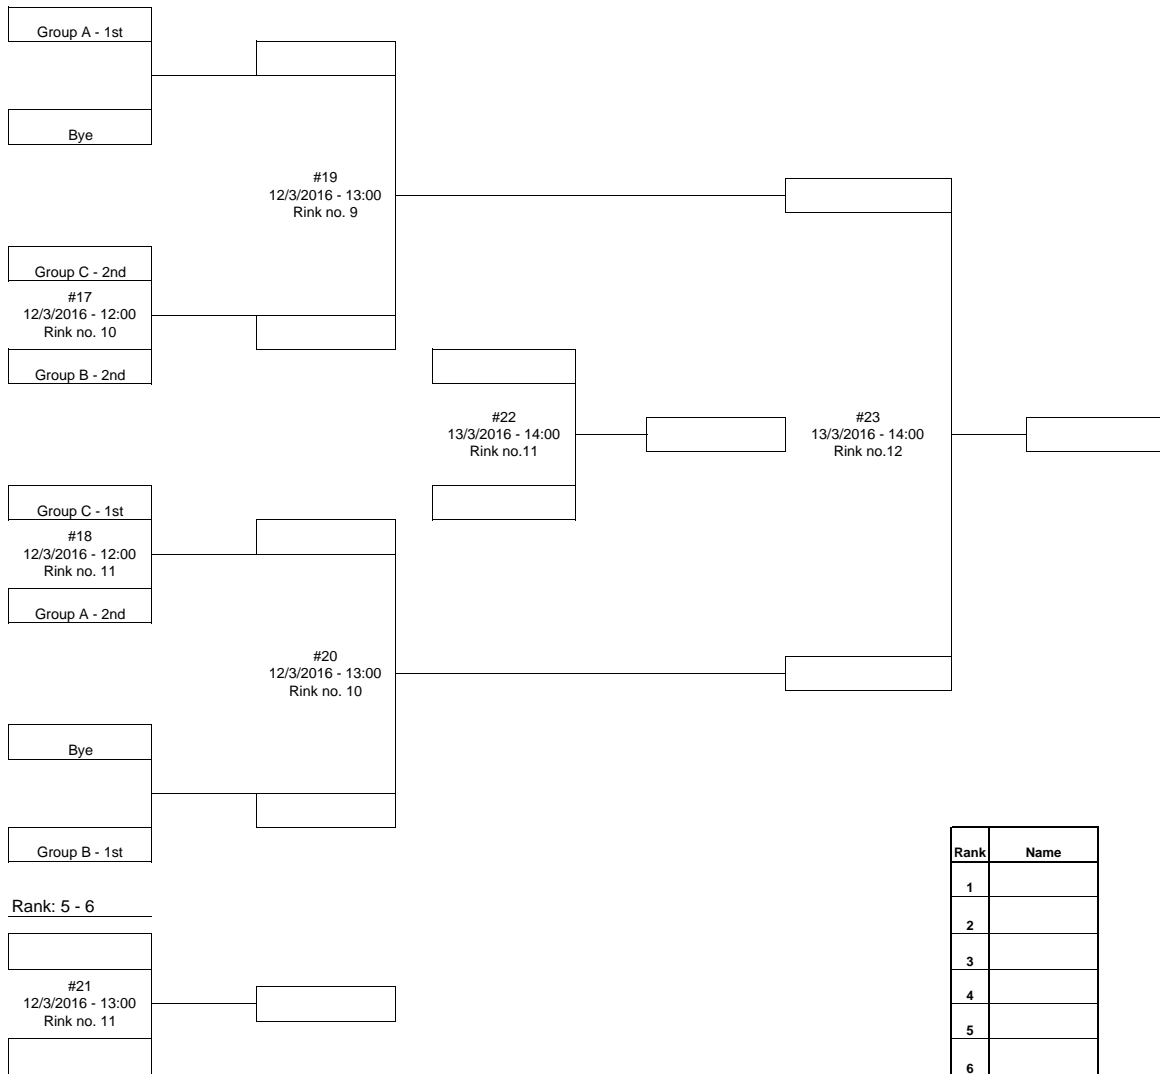 Group A - 1st
Bye
#19
12/3/2016 - 13:00
Rink no. 9
Group C - 2nd
#17
12/3/2016 - 12:00
Rink no. 10
Group B - 2nd
#22
13/3/2016 - 14:00
Rink no.11
#23
13/3/2016 - 14:00
Rink no.12
Group C - 1st
#18
12/3/2016 - 12:00
Rink no. 11
Group A - 2nd
#20
12/3/2016 - 13:00
Rink no. 10
Bye
Group B - 1st
Rank: 5 - 6
#21
12/3/2016 - 13:00
Rink no. 11
Rank Name
1
2
3
4
5
6